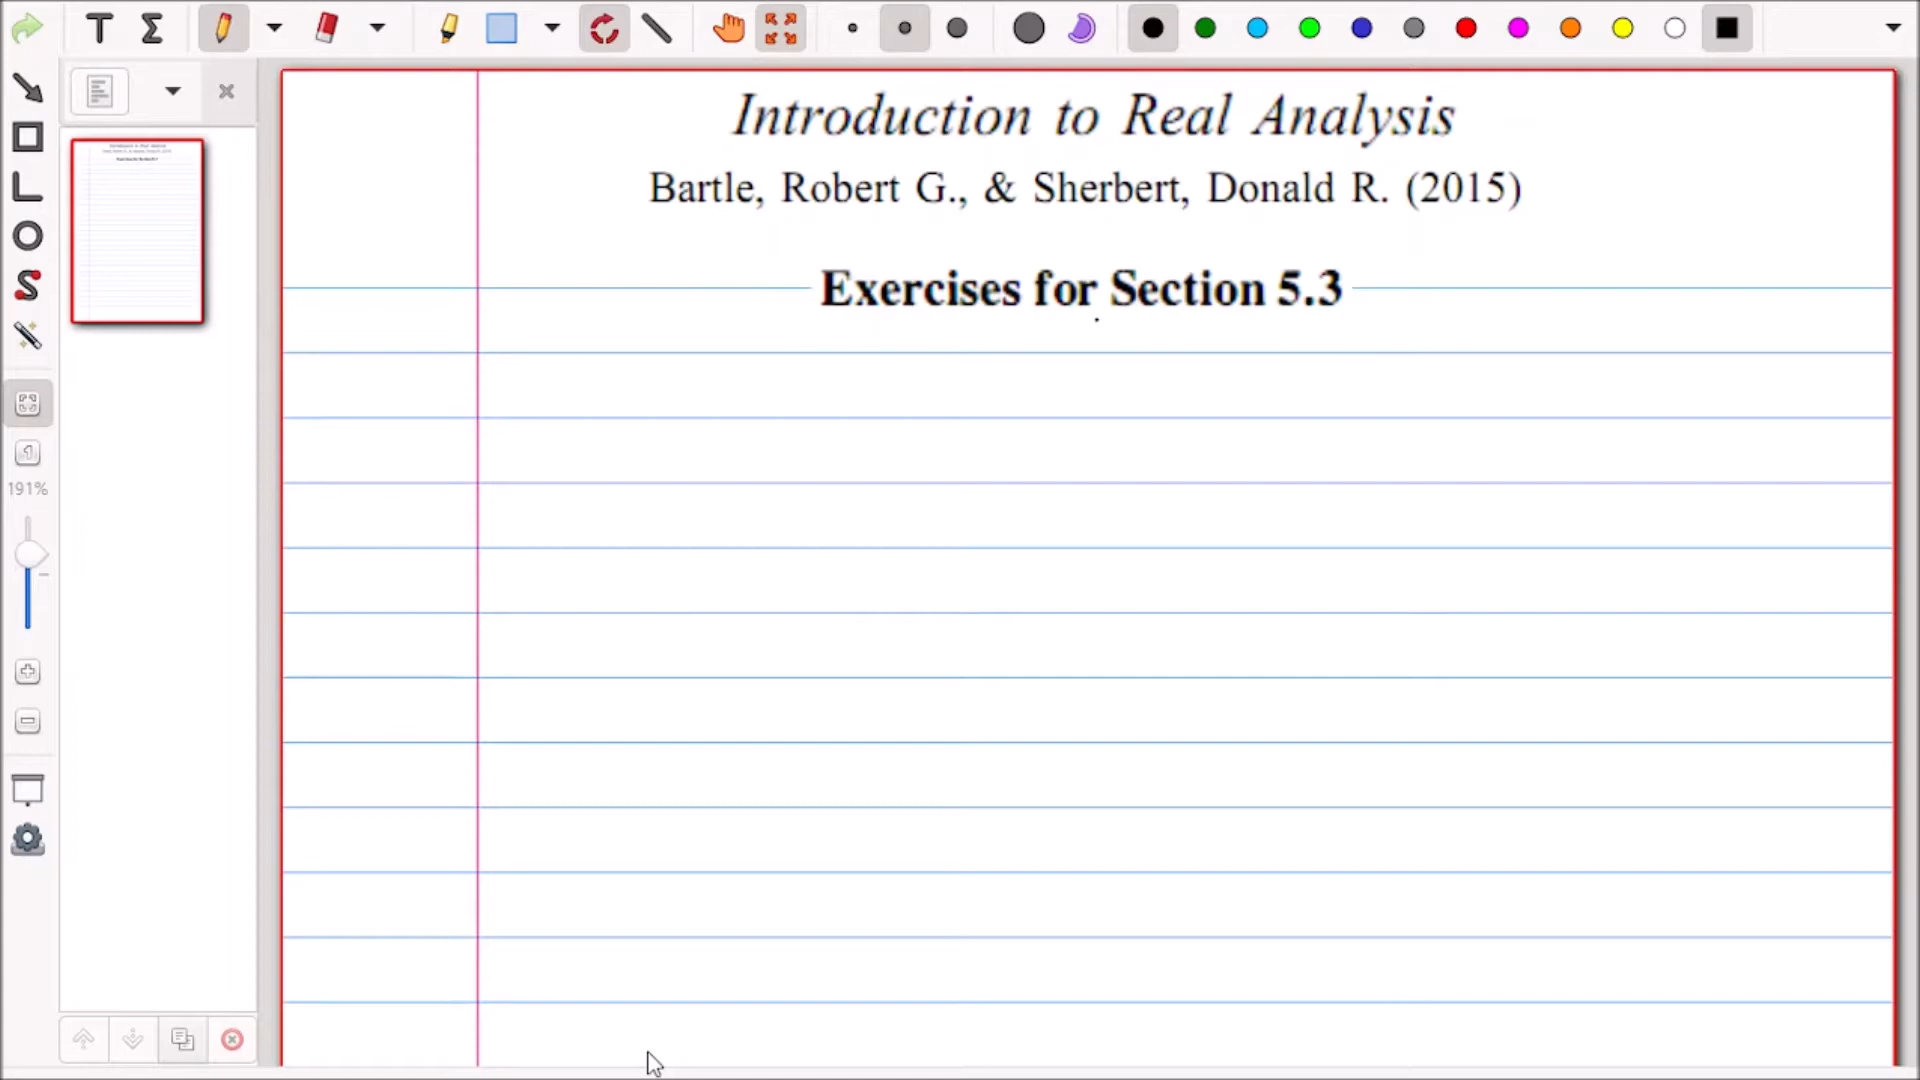 T Σ
Introduction to Real Analysis
Bartle, Robert G., & Sherbert, Donald R. (2015)
Exercises for Section 5.3
191%